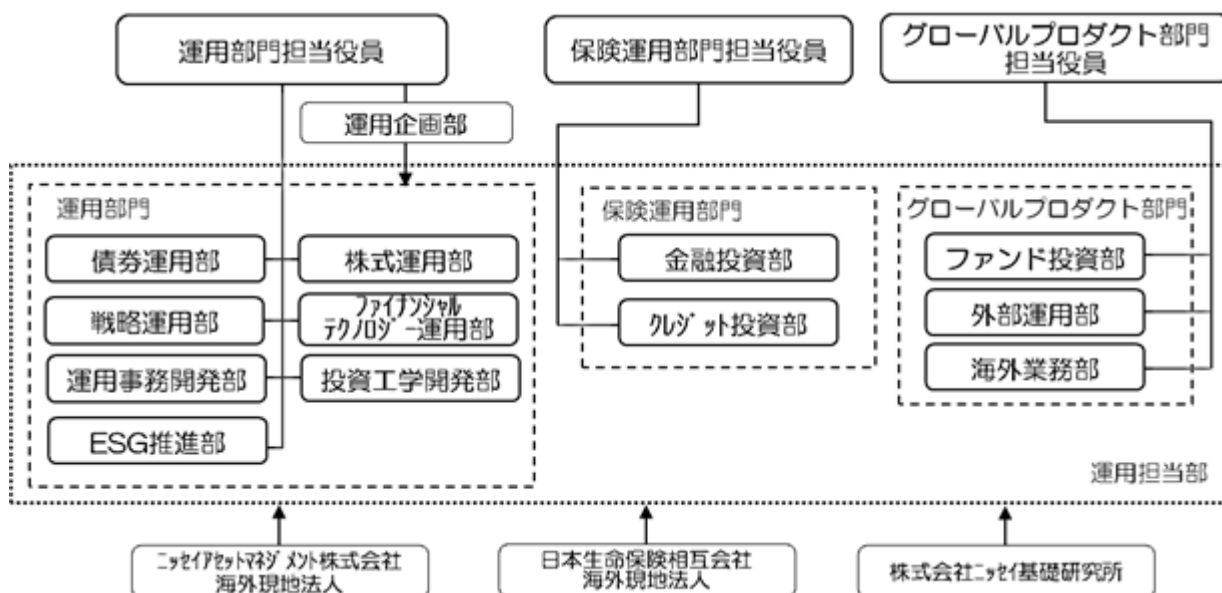 運用部門担当役員
保険運用部門担当役員
グローバルプロダクト部門
担当役員
運用企画部
運用部門
債券運用部
株式運用部
戦略運用部
ファイナンシャル
テクノロジー運用部
運用事務開発部
投資工学開発部
ESG推進部
保険運用部門
金融投資部
クレジット投資部
グローバルプロダクト部門
ファンド投資部
外部運用部
海外業務部
運用担当部
ニッセイアセットマネジメント株式会社
海外現地法人
日本生命保険相互会社
海外現地法人
株式会社ニッセイ基礎研究所